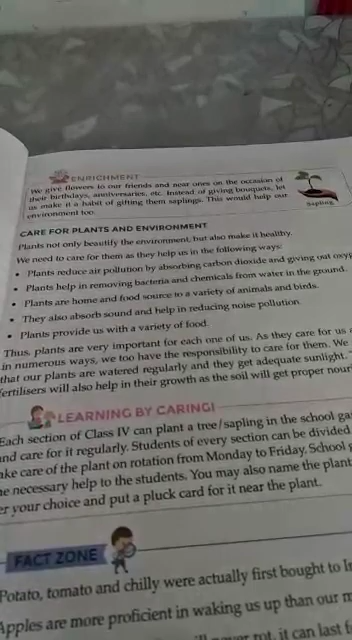 ENRICHMENT
We give flowers to our friends and near ones on the occasion of
their birthdays, anniversaries, etc. Instead of giving bouquets, let
us make it a habit of gifting them saplings. This would help our
environment too.
Sapling
CARE FOR PLANTS AND ENVIRONMENT
Plants not only beautify the environment, but also make it healthy.
We need to care for them as they help us in the following ways:
• Plants reduce air pollution by absorbing carbon dioxide and giving out oxyg
• Plants help in removing bacteria and chemicals from water in the ground.
• Plants are home and food source to a variety of animals and birds.
• They also absorb sound and help in reducing noise pollution.
• Plants provide us with a variety of food.
Thus, plants are very important for each one of us. As they care for us
in numerous ways, we too have the responsibility to care for them. We
that our plants are watered regularly and they get adequate sunlight.
fertilisers will also help in their growth as the soil will get proper nour
LEARNING BY CARING!
Each section of Class IV can plant a tree/sapling in the school ga
and care for it regularly. Students of every section can be divided
ake care of the plant on rotation from Monday to Friday. School
e necessary help to the students. You may also name the plant
er your choice and put a pluck card for it near the plant.
FACT ZONE
Potato, tomato and chilly were actually first bought to In
Apples are more proficient in waking us up than our m
it can last f